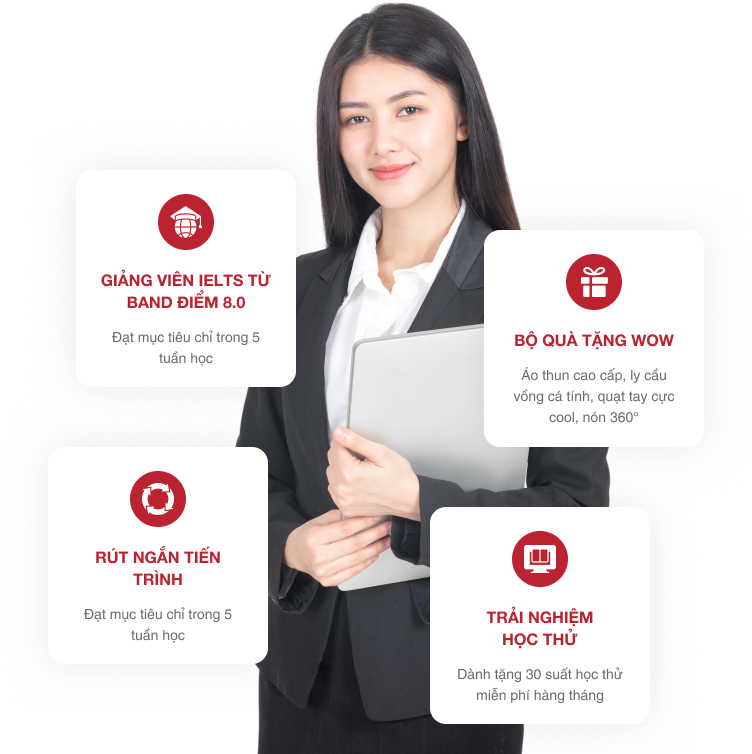 GIẢNG VIÊN IELTS TỪ
BAND ĐIỂM 8.0
Đạt mục tiêu chỉ trong 5
tuần học
BỘ QUÀ TẶNG WOW
Áo thun cao cấp, ly cầu
vồng cá tính, quạt tay cực
cool, nón 360°
RÚT NGẮN TIẾN
TRÌNH
Đạt mục tiêu chỉ trong 5
tuần học
TRẢI NGHIỆM
HỌC THỬ
Dành tặng 30 suất học thử
miễn phí hàng tháng